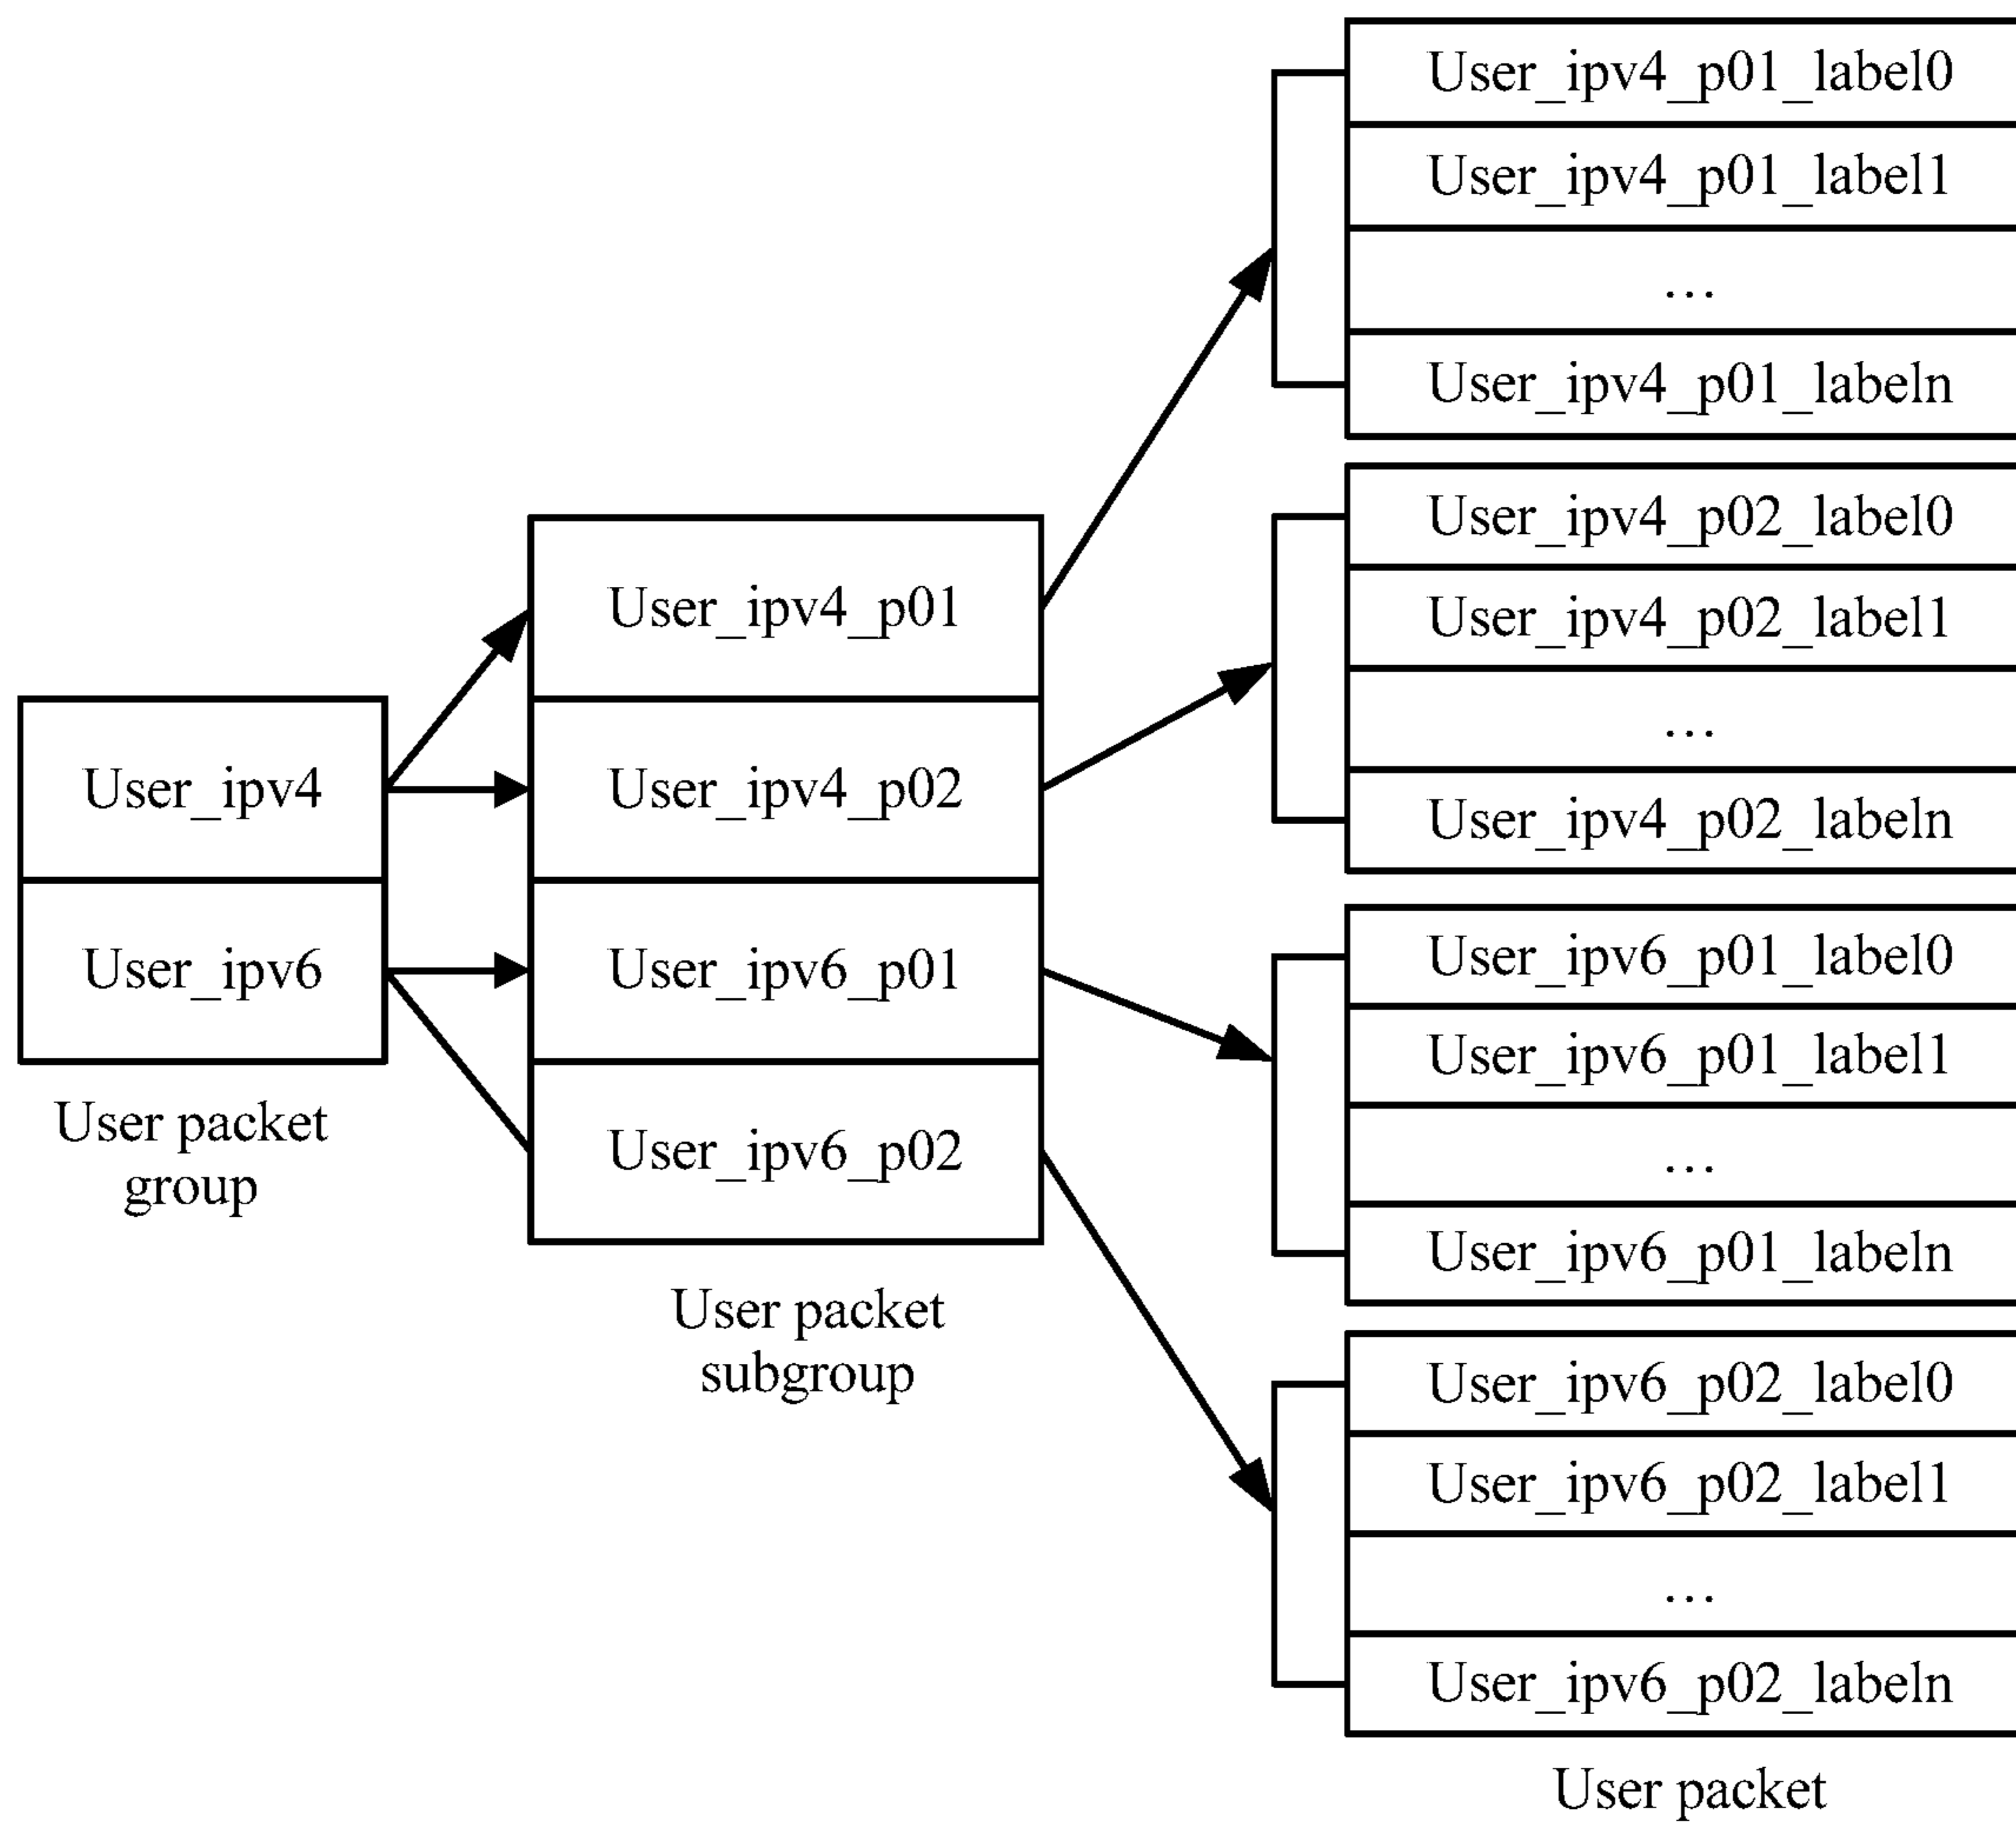 User_ipv4
User_ipv6
User packet
group
User_ipv4_p01
User_ipv4_p02
User_ipv6_p01
User_ipv6_p02
User packet
subgroup
User_ipv4_p01_label0
User_ipv4_p01_label1
...
User_ipv4_p01_labeln
User_ipv4_p02_label0
User_ipv4_p02_label1
...
User_ipv4_p02_labeln
User_ipv6_p01_label0
User_ipv6_p01_label1
...
User_ipv6_p01_labeln
User_ipv6_p02_label0
User_ipv6_p02_label1
...
User_ipv6_p02_labeln
User packet